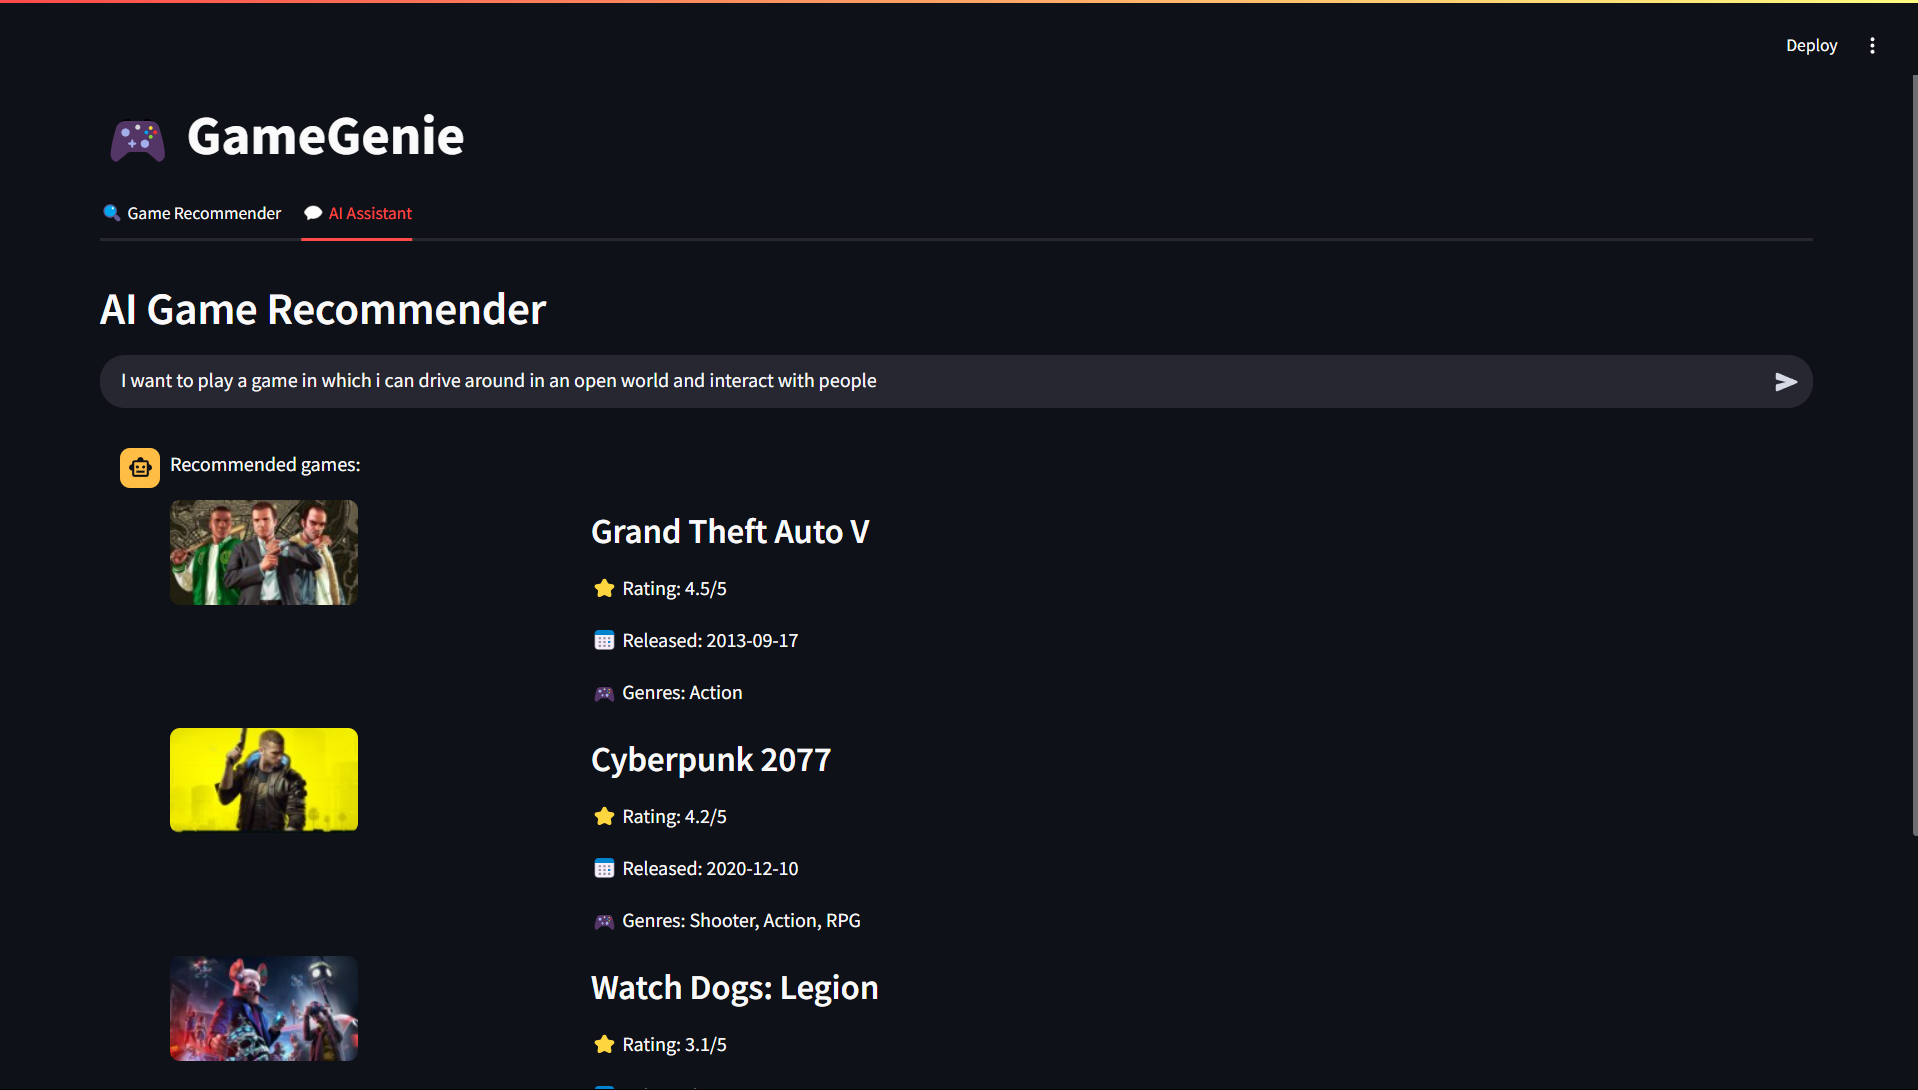 Deploy
GameGenie
Game Recommender
AI Assistant
AI Game Recommender
I want to play a game in which i can drive around in an open world and interact with people
Recommended games:
Grand Theft Auto V
Rating: 4.5/5
Released: 2013-09-17
Genres: Action
Cyberpunk 2077
Rating: 4.2/5
Released: 2020-12-10
Genres: Shooter, Action, RPG
Watch Dogs: Legion
Rating: 3.1/5